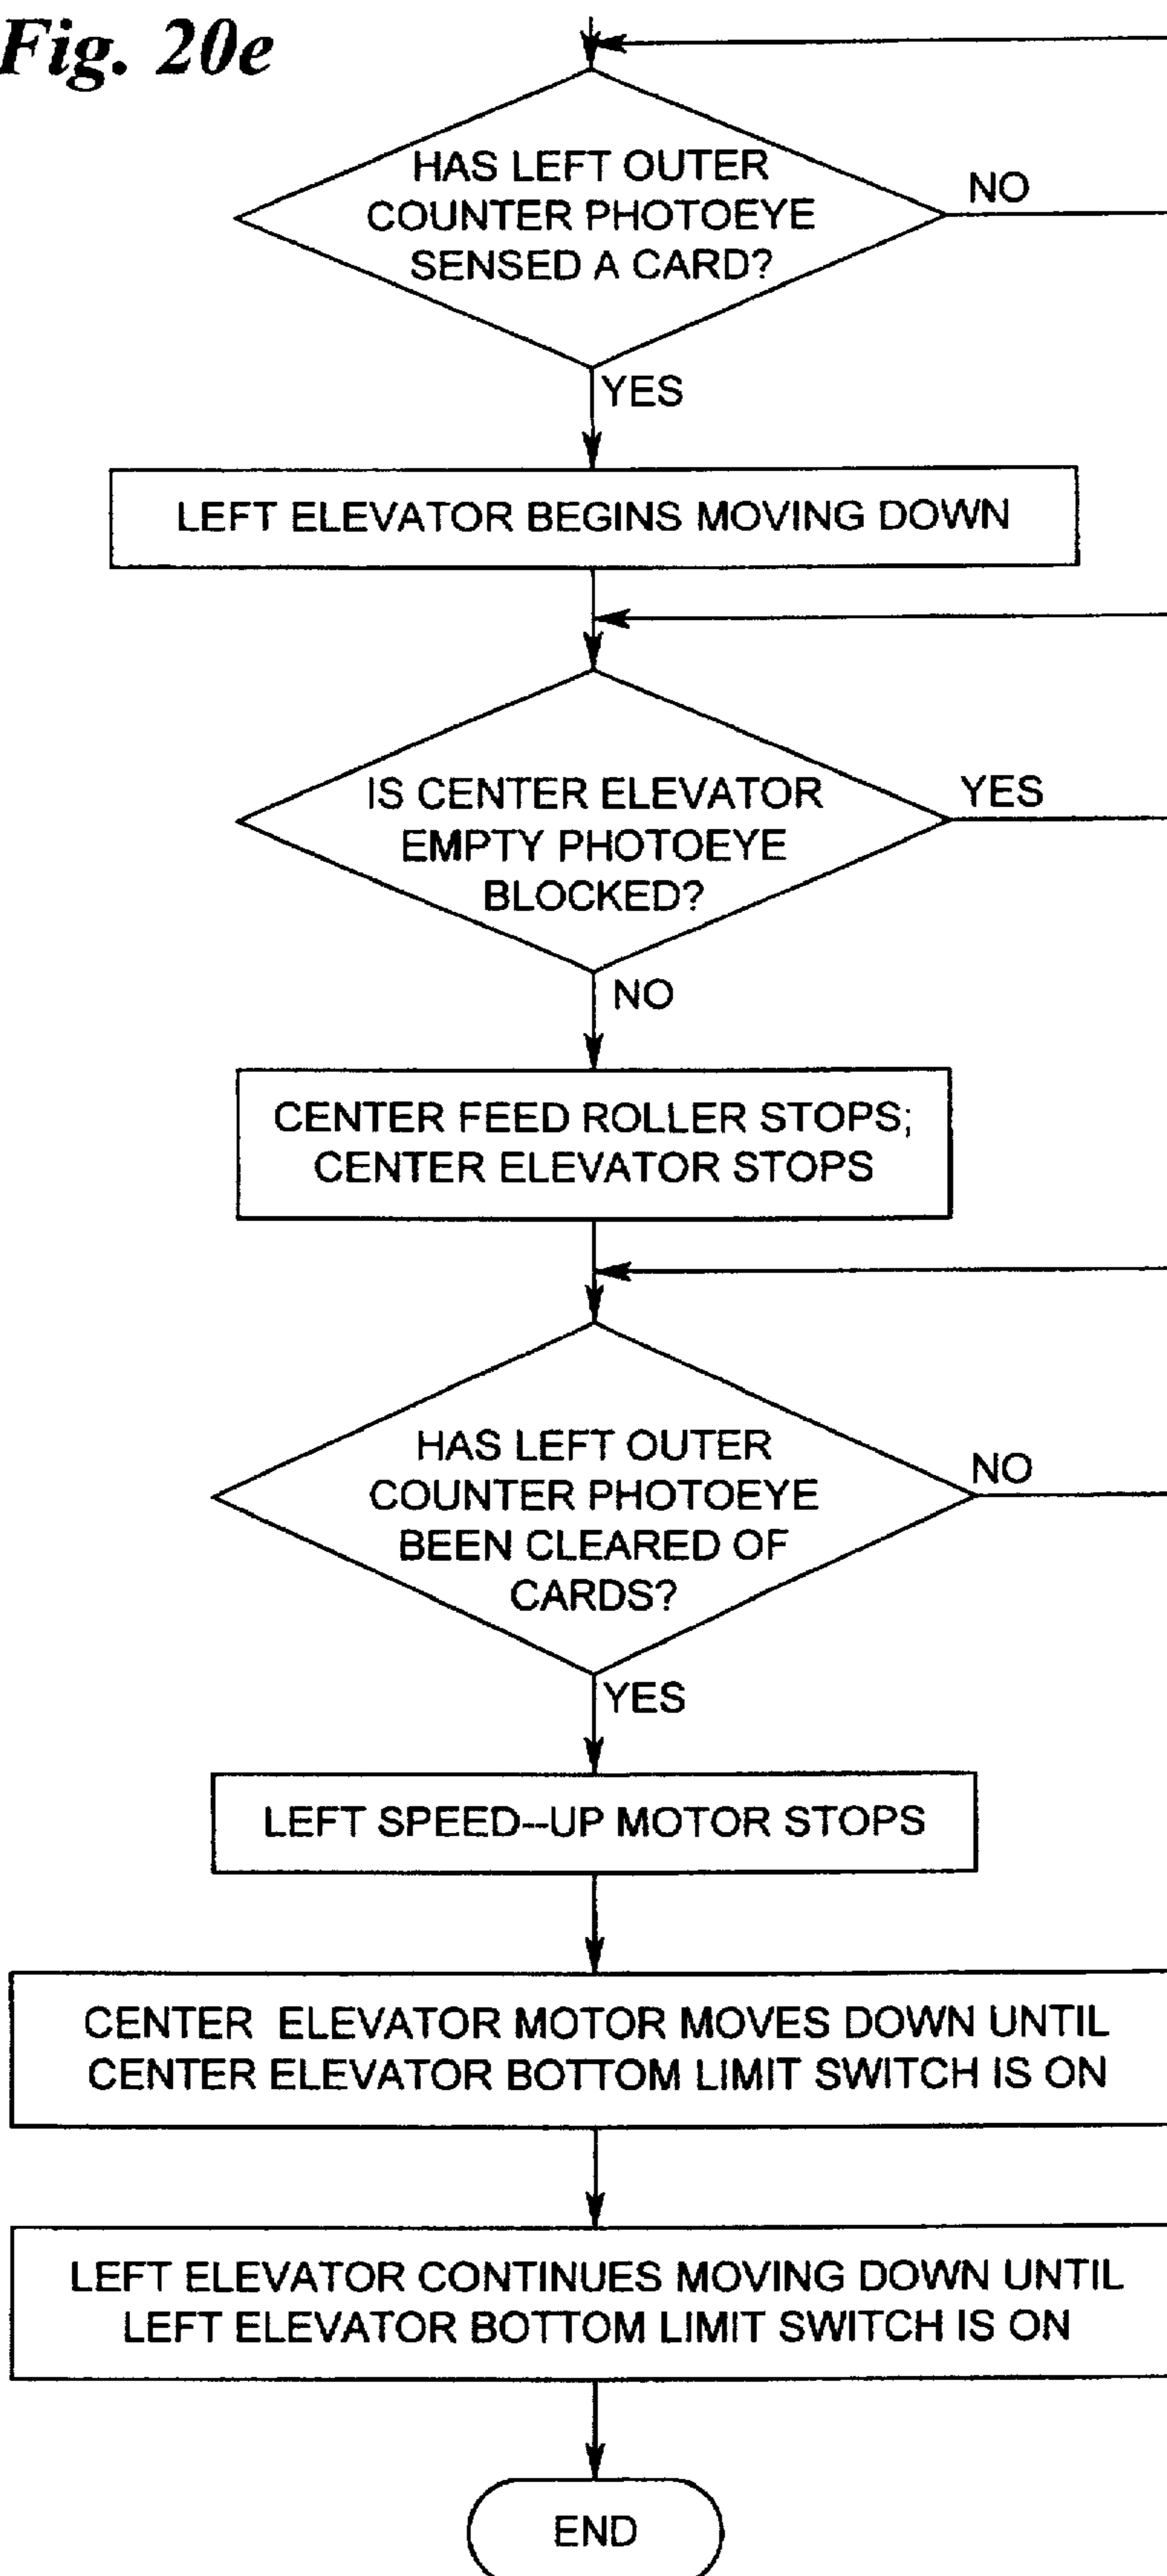 Fig. 20e
HAS LEFT OUTER
COUNTER PHOTOEYE
SENSED A CARD?
NO
YES
LEFT ELEVATOR BEGINS MOVING DOWN
IS CENTER ELEVATOR
EMPTY PHOTOEYE
BLOCKED?
YES
NO
CENTER FEED ROLLER STOPS;
CENTER ELEVATOR STOPS
HAS LEFT OUTER
COUNTER PHOTOEYE
BEEN CLEARED OF
CARDS?
NO
YES
LEFT SPEED--UP MOTOR STOPS
CENTER ELEVATOR MOTOR MOVES DOWN UNTIL
CENTER ELEVATOR BOTTOM LIMIT SWITCH IS ON
LEFT ELEVATOR CONTINUES MOVING DOWN UNTIL
LEFT ELEVATOR BOTTOM LIMIT SWITCH IS ON
END